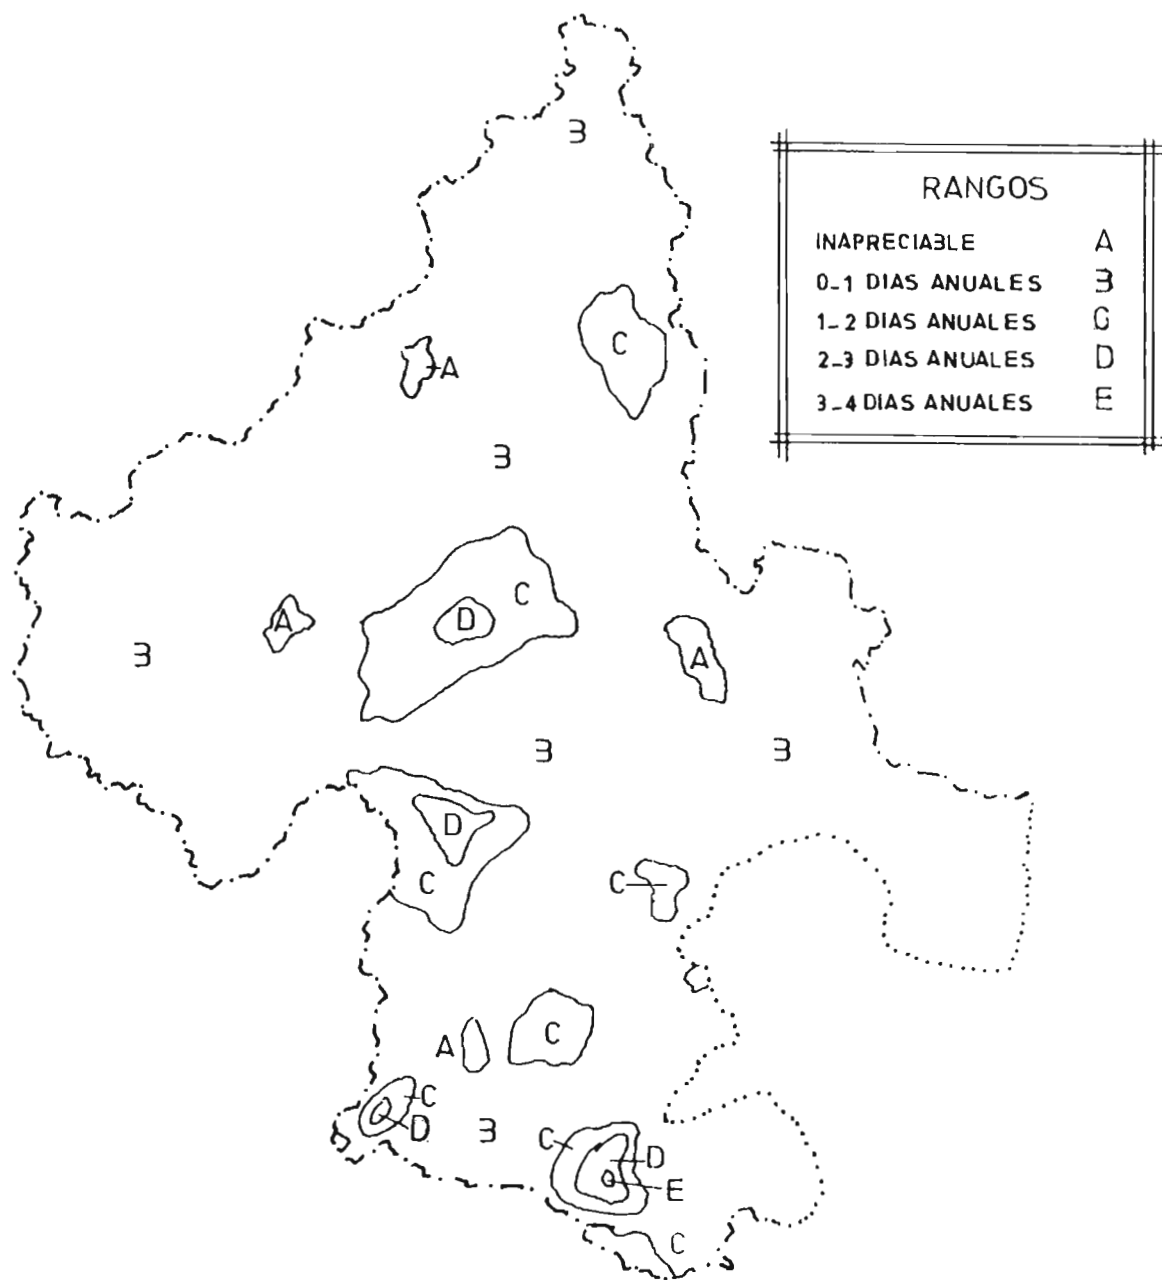 B
RANGOS
INAPRECIABLE A
0-1 DIAS ANUALES B
1-2 DIAS ANUALES C
2-3 DIAS ANUALES D
3-4 DIAS ANUALES E
C
A
B
C
A
D
B
A
B
B
D
C
C
A
C
C
D
B
C
D
E
C